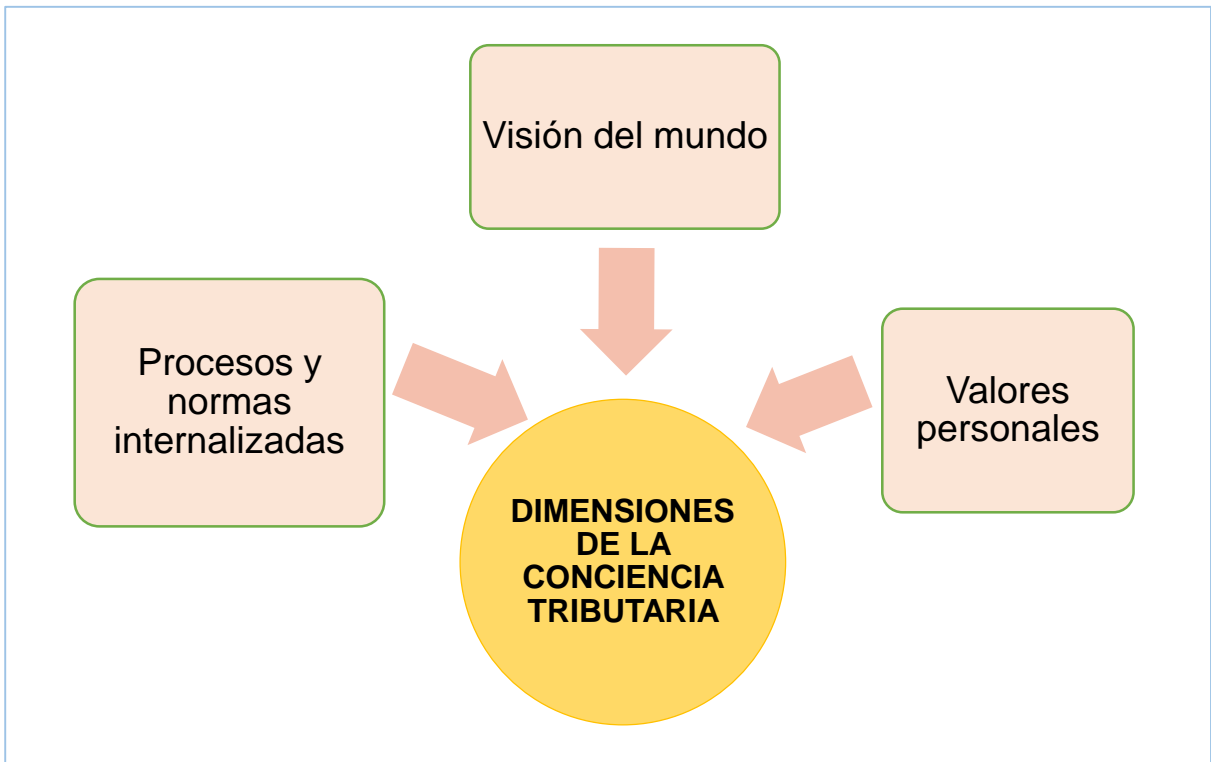 Visión del mundo
Procesos y
normas
internalizadas
Valores
personales
DIMENSIONES
DE LA
CONCIENCIA
TRIBUTARIA